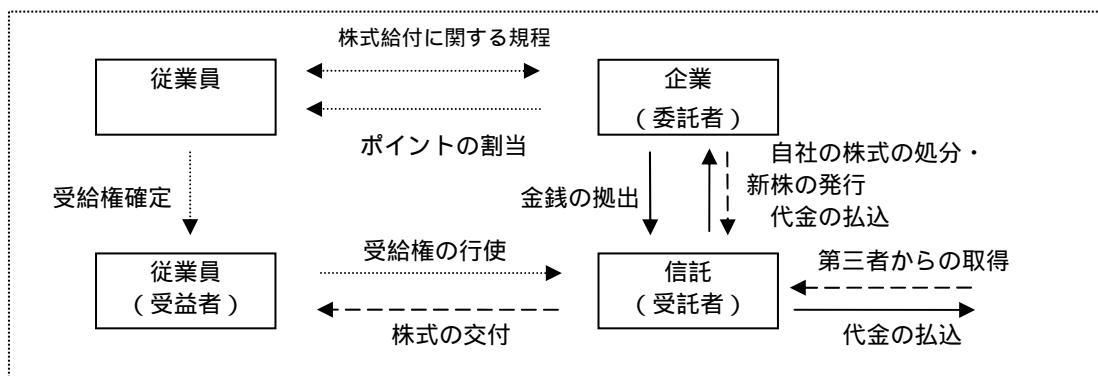 株式給付に関する規程
従業員
企業
（委託者）
ポイントの割当
受給権確定
金銭の拠出
自社の株式の処分・
新株の発行
代金の払込
従業員
（受益者）
受給権の行使
株式の交付
信託
（受託者）
第三者からの取得
代金の払込